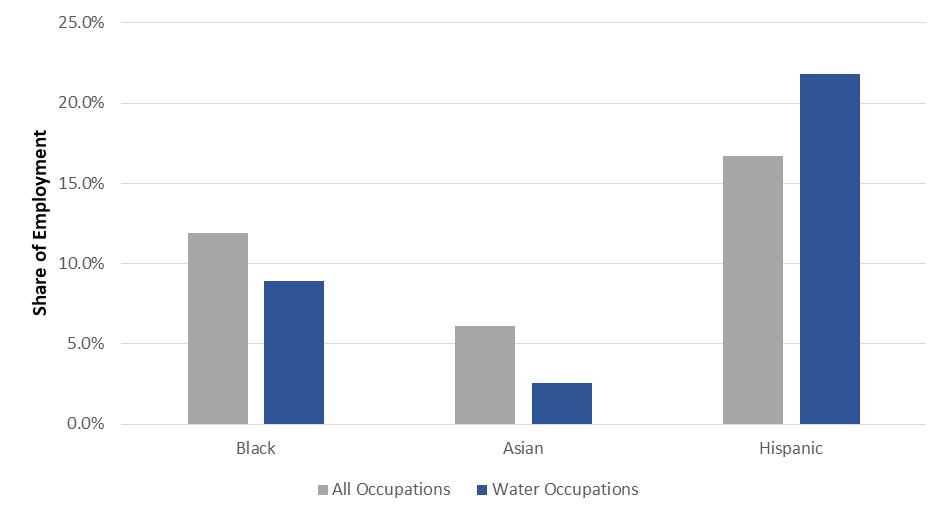 25.0%
20.0%
15.0%
10.0%
5.0%
0.0%
Share of Employment
Black Asian Hispanic
All Occupations Water Occupations